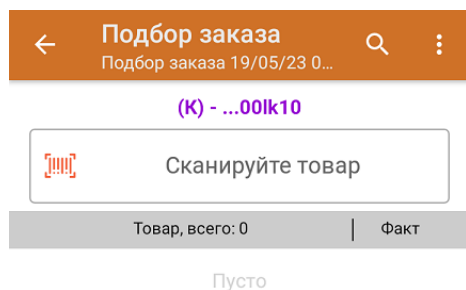 Подбор заказа
Подбор заказа 19/05/23 0...
(К) - ...00lk10
Сканируйте товар
Товар, всего: 0 Факт
Пусто